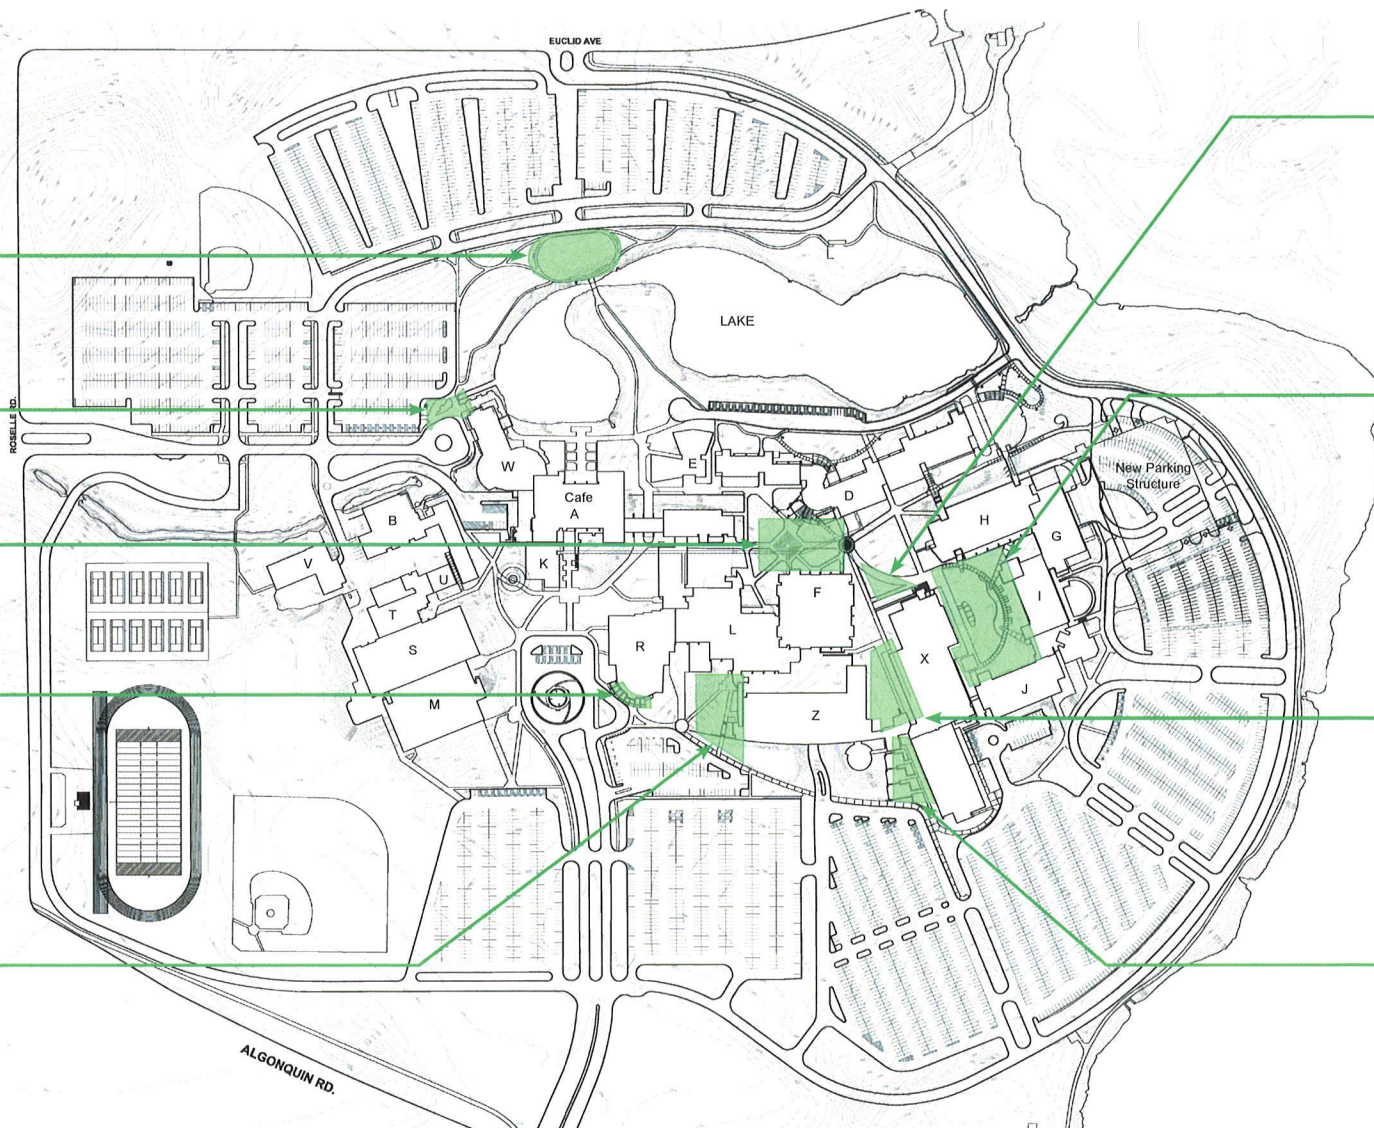 EUCLID AVE
LAKE
ROSELLE RD.
W
E
New Parking
Structure
Cafe
A
D
B
H
G
V
K
U
F
I
T
L
R
S
X
J
M
Z
ALGONQUIN RD.